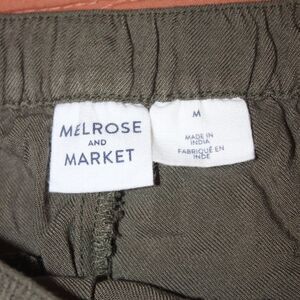 MELROSE
AND
MARKET
M
MADE IN
INDIA
FABRIQUÉ EN
INDE